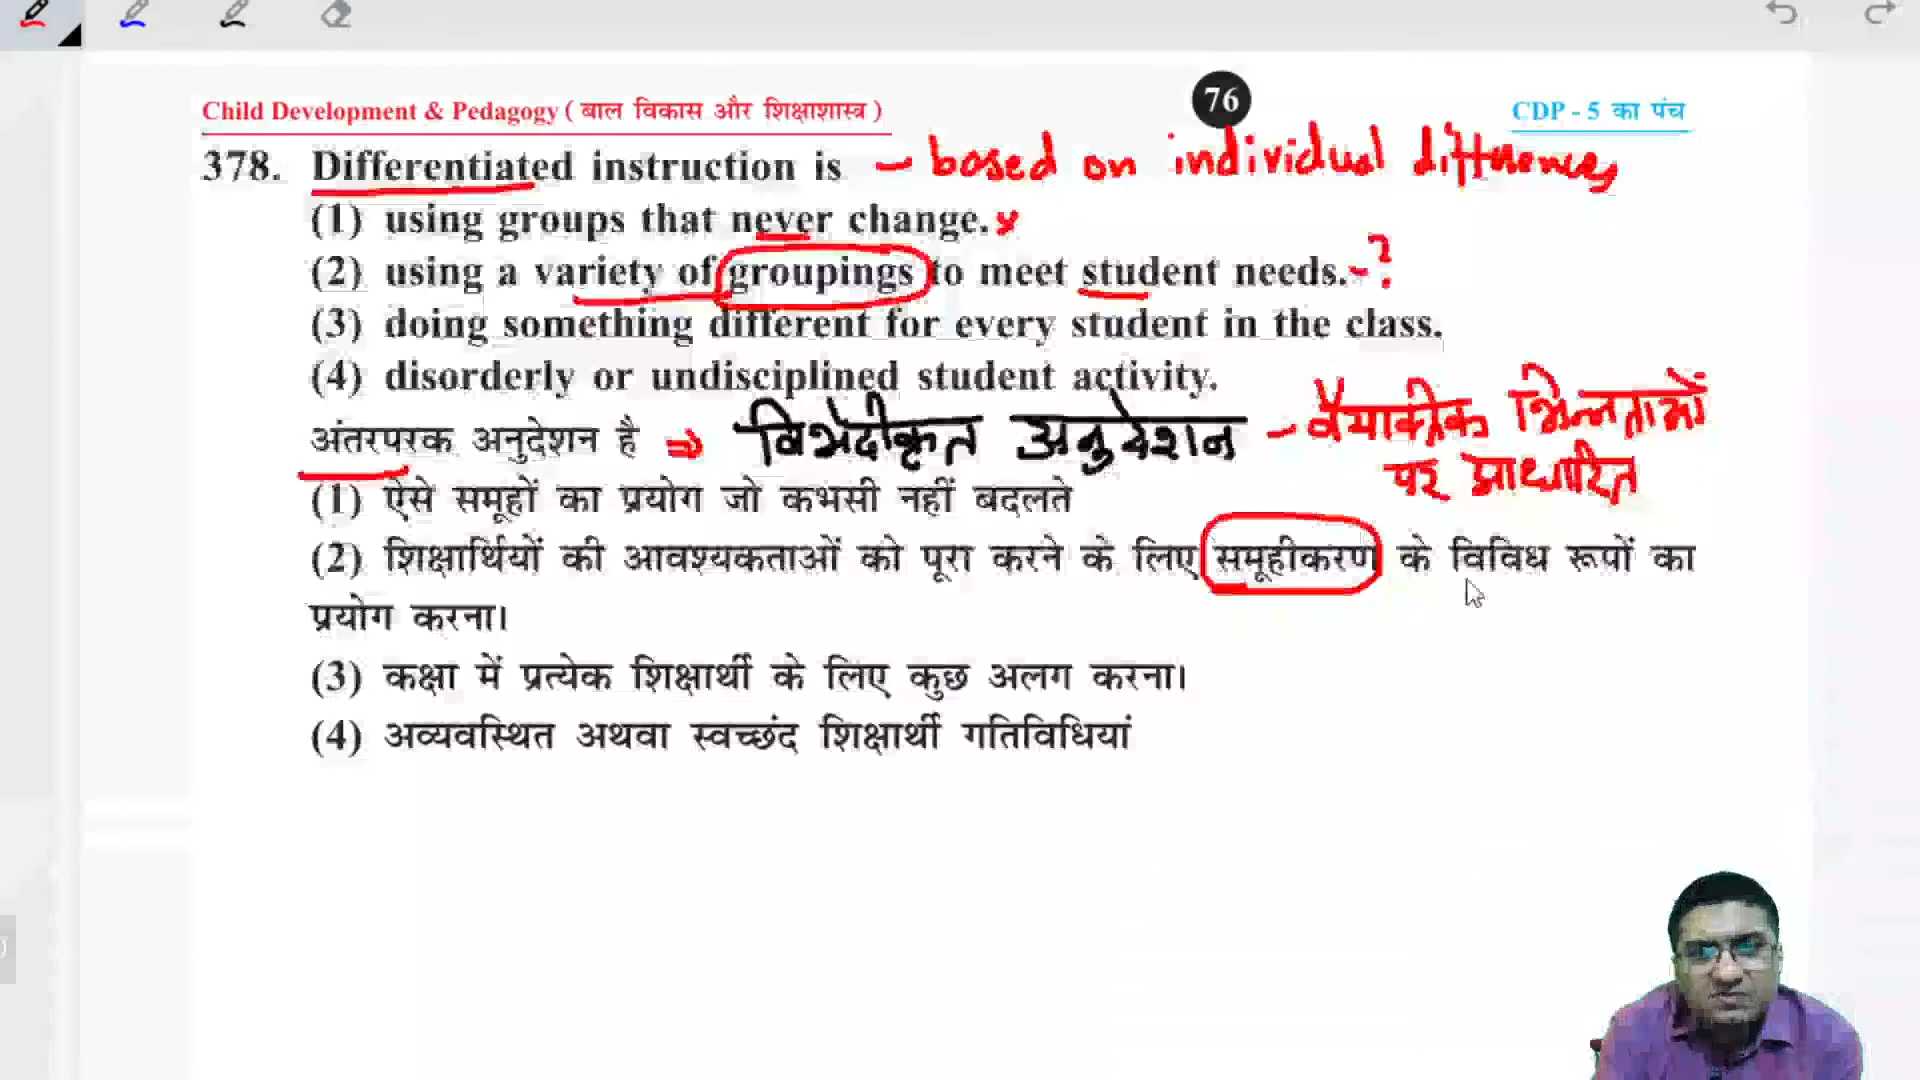 Child Development & Pedagogy ( बाल विकास और शिक्षाशास्त्र ) 76 CDP - 5 का पंच
378. Differentiated instruction is - based on individual differences
(1) using groups that never change. x
(2) using a variety of groupings to meet student needs. - ?
(3) doing something different for every student in the class.
(4) disorderly or undisciplined student activity.
अंतरपरक अनुदेशन है ⇒ विभेदीकृत अनुदेशन - वैयाक्तिक भिन्नताओं
पर आधारित
(1) ऐसे समूहों का प्रयोग जो कभसी नहीं बदलते
(2) शिक्षार्थियों की आवश्यकताओं को पूरा करने के लिए समूहीकरण के विविध रूपों का
प्रयोग करना।
(3) कक्षा में प्रत्येक शिक्षार्थी के लिए कुछ अलग करना।
(4) अव्यवस्थित अथवा स्वच्छंद शिक्षार्थी गतिविधियां